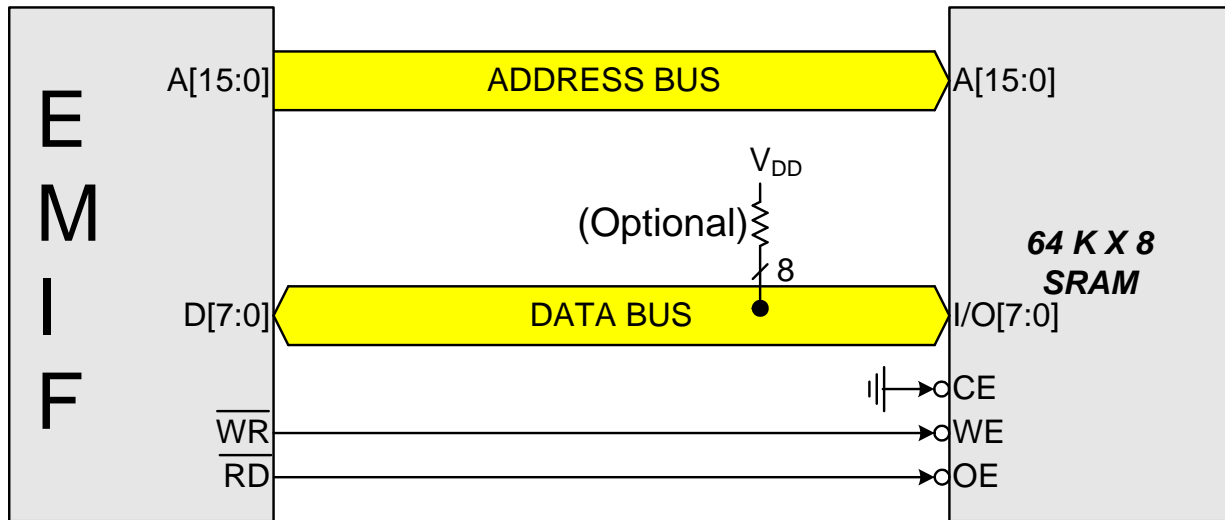 E
M
I
F
A[15:0]
ADDRESS BUS
A[15:0]
VDD
(Optional)
8
64 K X 8
SRAM
D[7:0]
DATA BUS
I/O[7:0]
CE
WR
WE
RD
OE